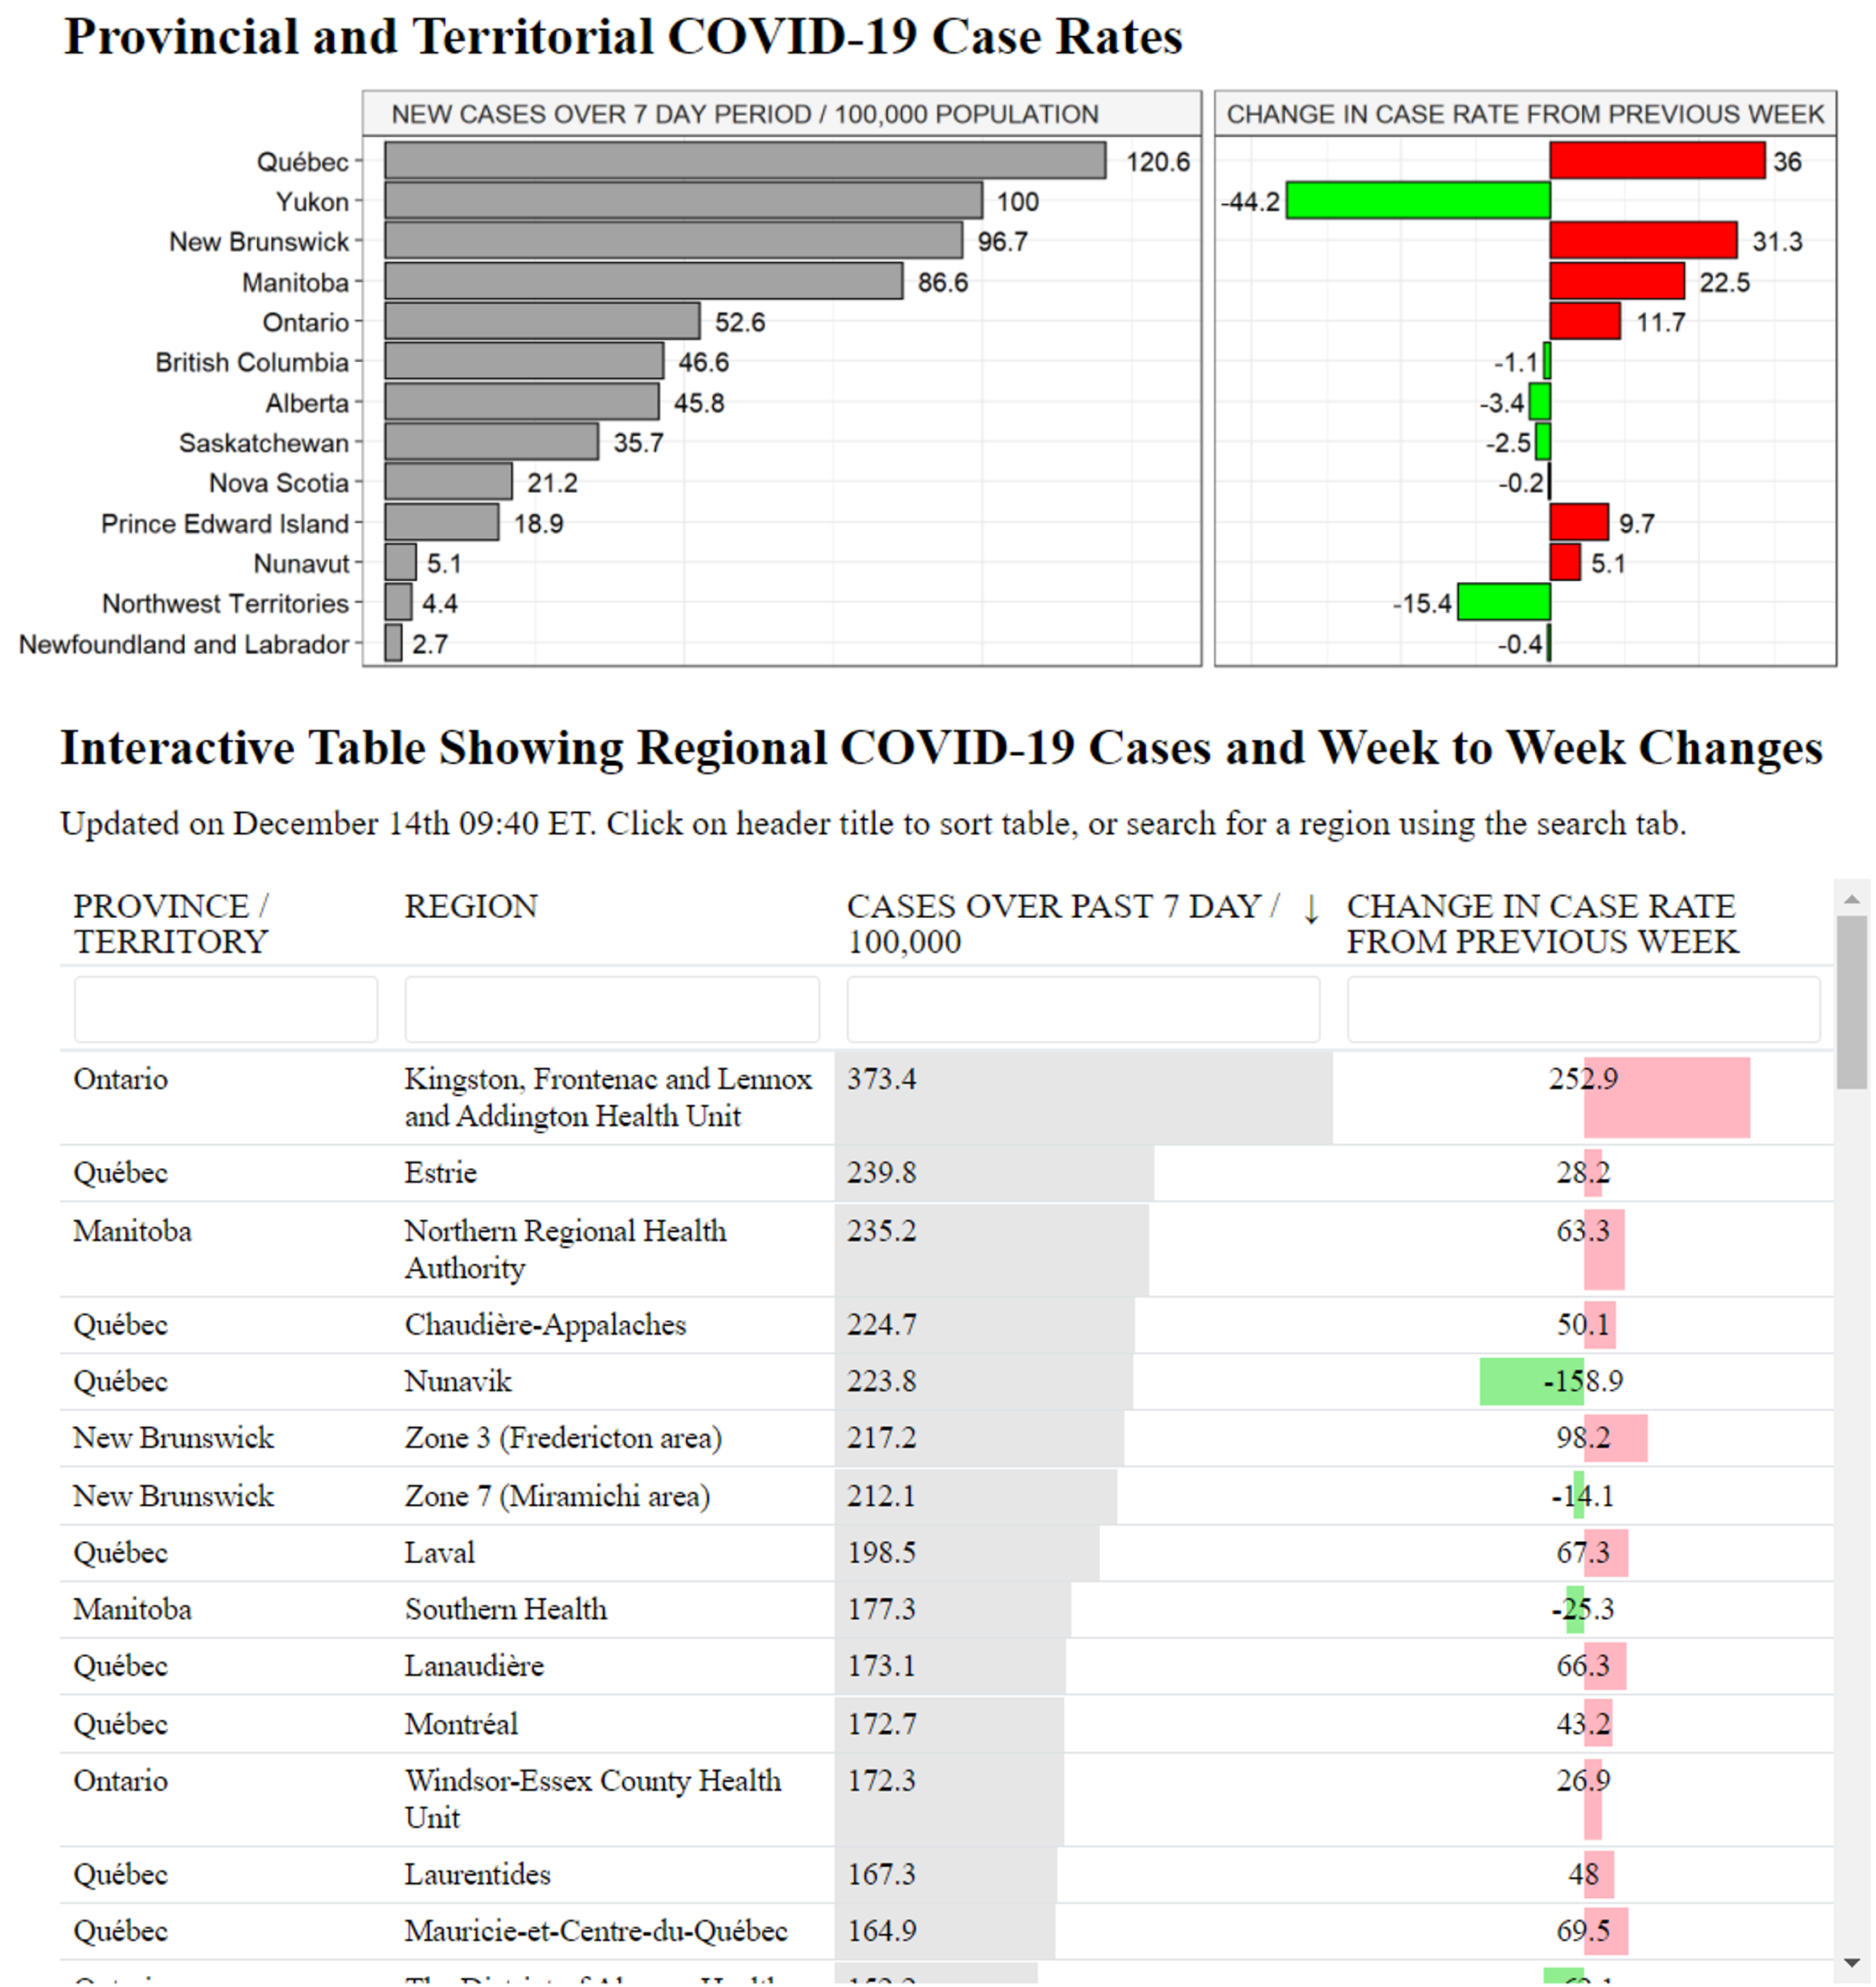 Provincial and Territorial COVID-19 Case Rates
NEW CASES OVER 7 DAY PERIOD / 100,000 POPULATION
CHANGE IN CASE RATE FROM PREVIOUS WEEK
Québec 120.6 36
Yukon 100 -44.2
New Brunswick 96.7 31.3
Manitoba 86.6 22.5
Ontario 52.6 11.7
British Columbia 46.6 -1.1
Alberta 45.8 -3.4
Saskatchewan 35.7 -2.5
Nova Scotia 21.2 -0.2
Prince Edward Island 18.9 9.7
Nunavut 5.1 5.1
Northwest Territories 4.4 -15.4
Newfoundland and Labrador 2.7 -0.4
Interactive Table Showing Regional COVID-19 Cases and Week to Week Changes
Updated on December 14th 09:40 ET. Click on header title to sort table, or search for a region using the search tab.
PROVINCE / REGION CASES OVER PAST 7 DAY / ↓ CHANGE IN CASE RATE
TERRITORY 100,000 FROM PREVIOUS WEEK
Ontario Kingston, Frontenac and Lennox 373.4 252.9
and Addington Health Unit
Québec Estrie 239.8 28.2
Manitoba Northern Regional Health 235.2 63.3
Authority
Québec Chaudière-Appalaches 224.7 50.1
Québec Nunavik 223.8 -158.9
New Brunswick Zone 3 (Fredericton area) 217.2 98.2
New Brunswick Zone 7 (Miramichi area) 212.1 -14.1
Québec Laval 198.5 67.3
Manitoba Southern Health 177.3 -25.3
Québec Lanaudière 173.1 66.3
Québec Montréal 172.7 43.2
Ontario Windsor-Essex County Health 172.3 26.9
Unit
Québec Laurentides 167.3 48
Québec Mauricie-et-Centre-du-Québec 164.9 69.5